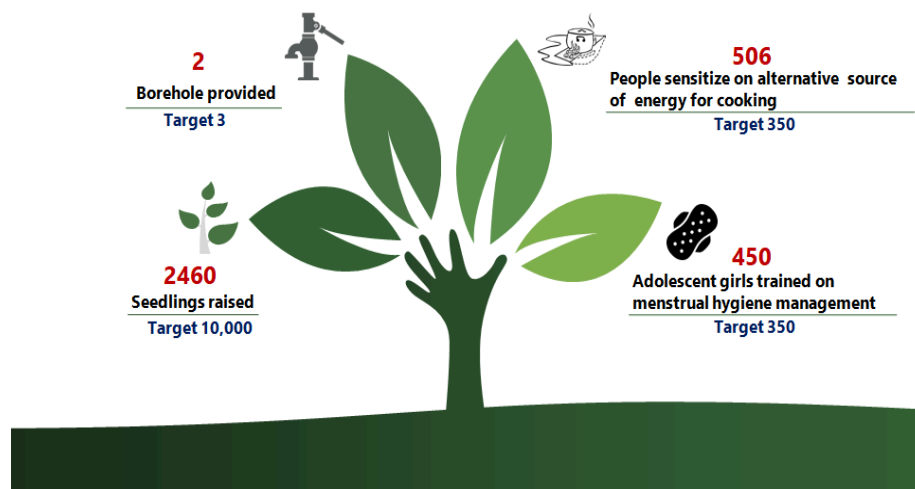 2
Borehole provided
Target 3
506
People sensitize on alternative source
of energy for cooking
Target 350
2460
Seedlings raised
Target 10,000
450
Adolescent girls trained on
menstrual hygiene management
Target 350